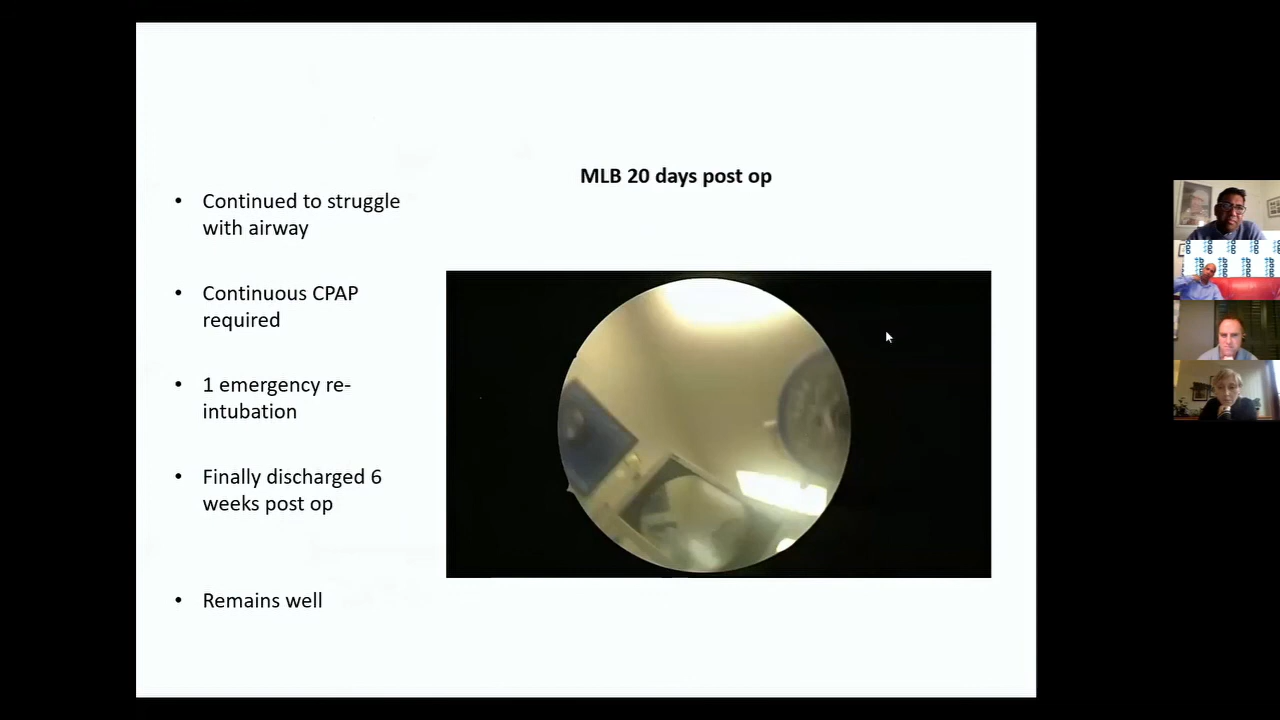 MLB 20 days post op
• Continued to struggle
with airway
• Continuous CPAP
required
• 1 emergency re-
intubation
• Finally discharged 6
weeks post op
• Remains well